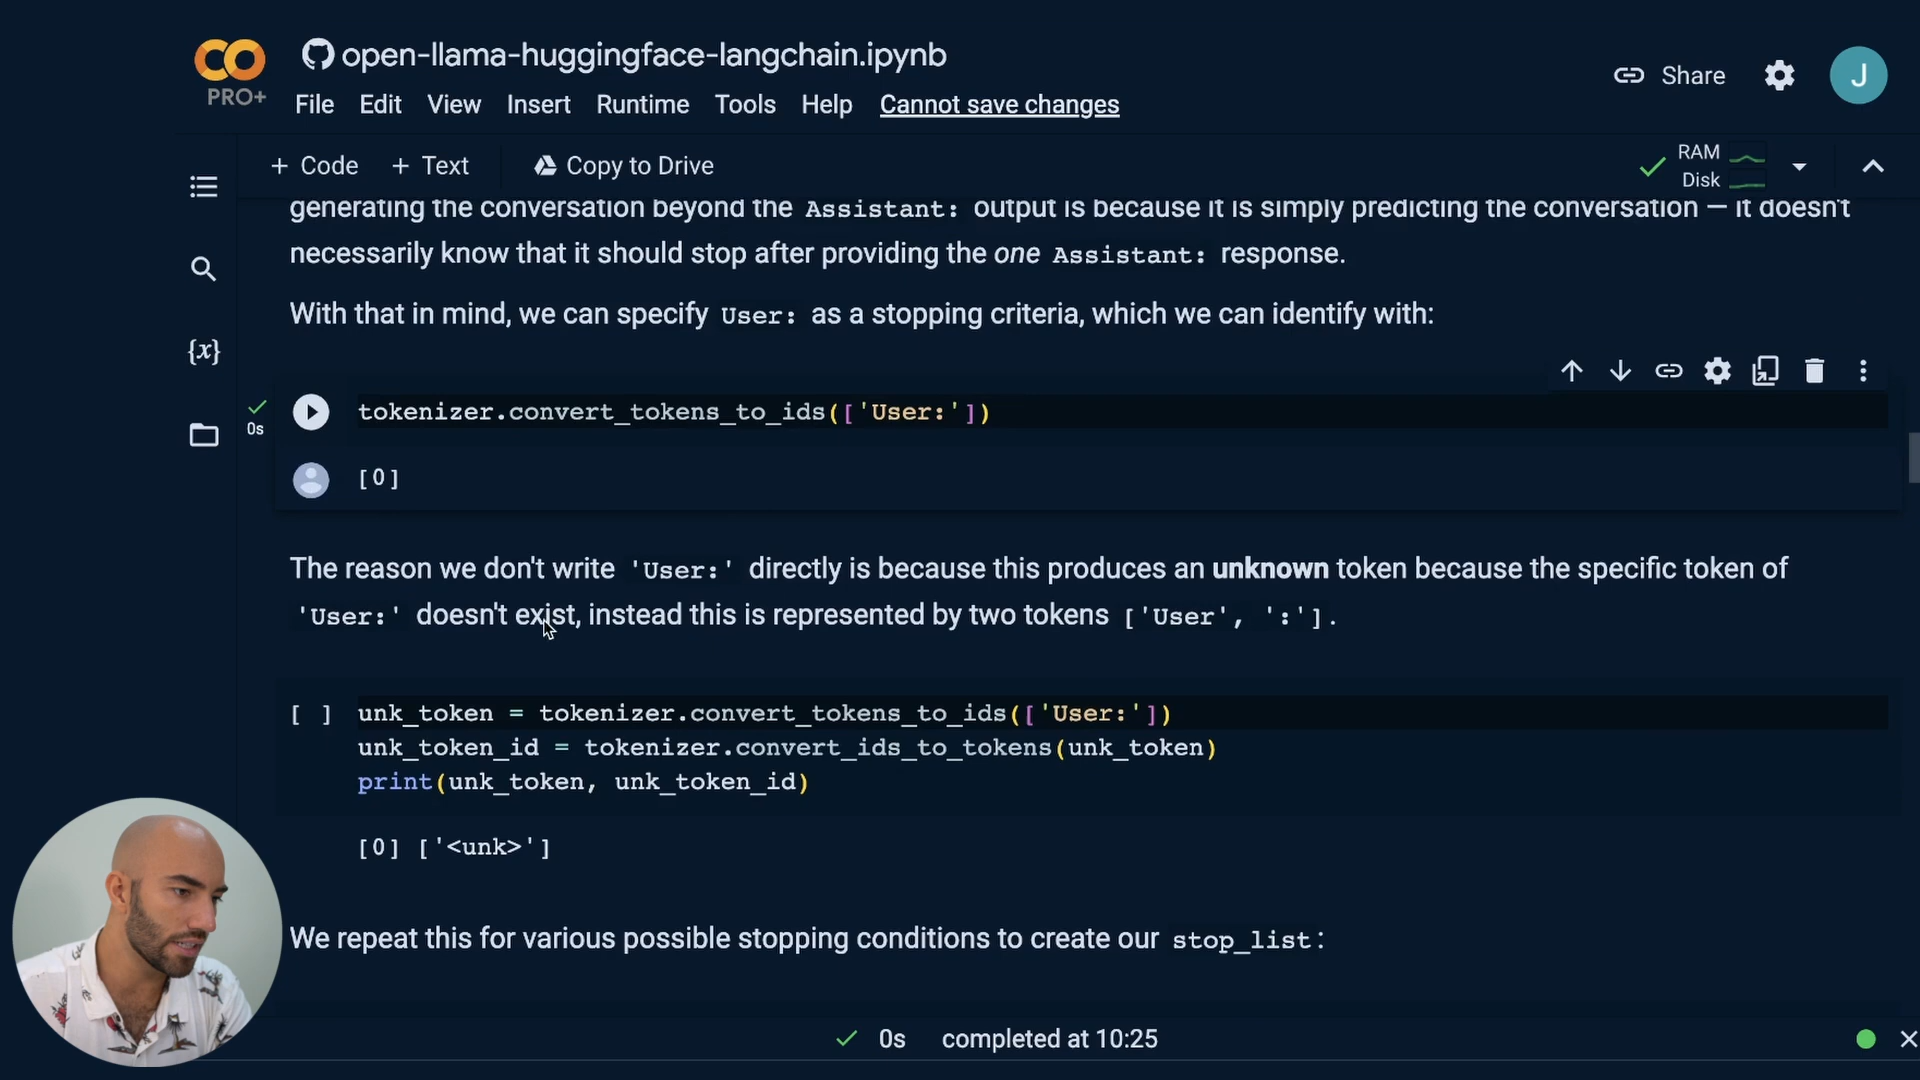 open-llama-huggingface-langchain.ipynb
PRO+
File Edit View Insert Runtime Tools Help Cannot save changes
Share
J
+ Code + Text Copy to Drive
RAM
Disk
generating the conversation beyond the Assistant: output is because it is simply predicting the conversation — it doesn't
necessarily know that it should stop after providing the one Assistant: response.
With that in mind, we can specify User: as a stopping criteria, which we can identify with:
{x}
tokenizer.convert_tokens_to_ids(['User:'])
0s
[0]
The reason we don't write 'User:' directly is because this produces an unknown token because the specific token of
'User:' doesn't exist, instead this is represented by two tokens ['User', ':'].
[ ] unk_token = tokenizer.convert_tokens_to_ids(['User:'])
unk_token_id = tokenizer.convert_ids_to_tokens(unk_token)
print(unk_token, unk_token_id)
[0] ['<unk>']
We repeat this for various possible stopping conditions to create our stop_list:
0s completed at 10:25